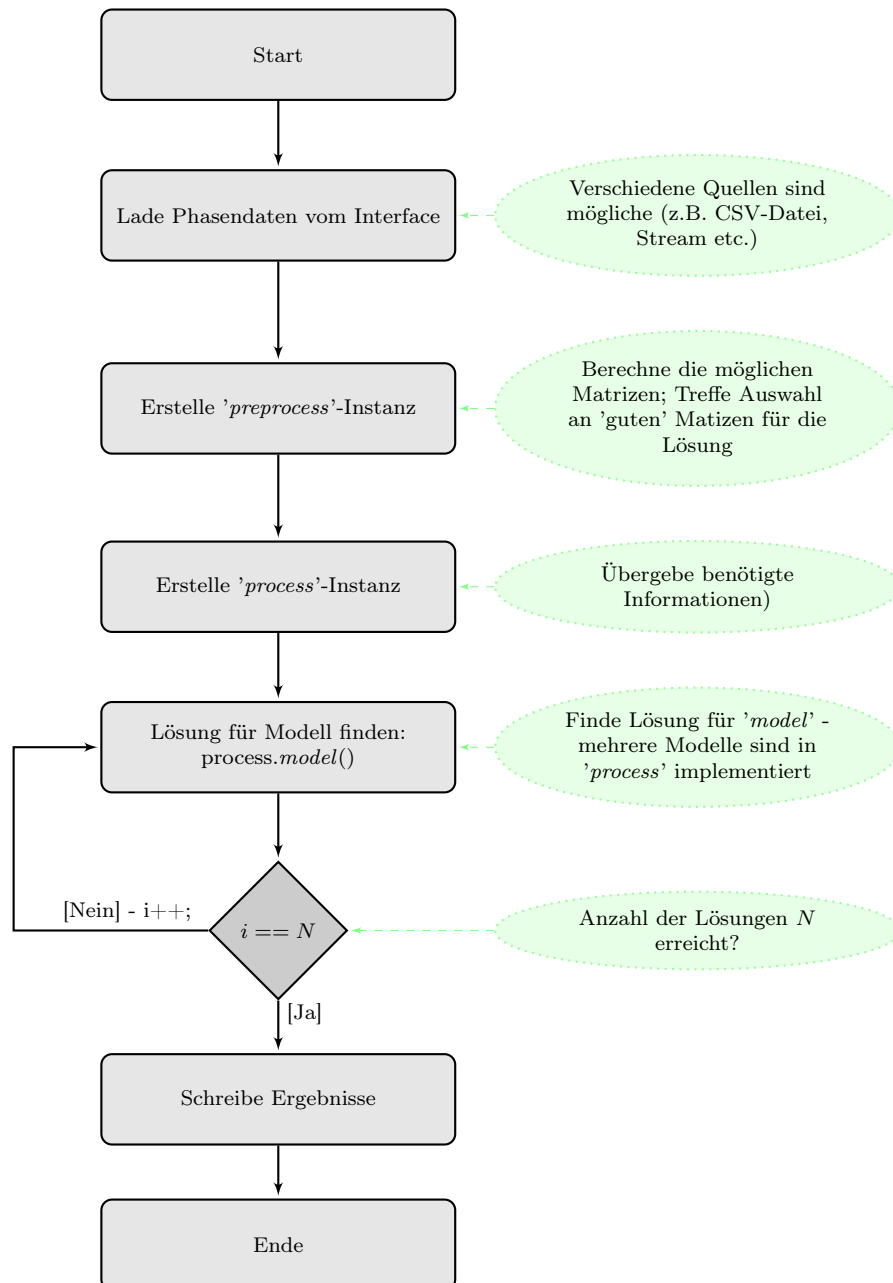 Start
Lade Phasendaten vom Interface
Verschiedene Quellen sind
mögliche (z.B. CSV-Datei,
Stream etc.)
Erstelle ’preprocess’-Instanz
Berechne die möglichen
Matrizen; Treffe Auswahl
an ’guten’ Matizen für die
Lösung
Erstelle ’process’-Instanz
Übergebe benötigte
Informationen)
Lösung für Modell finden:
process.model()
Finde Lösung für ’model’ -
mehrere Modelle sind in
’process’ implementiert
[Nein] - i++;
i == N
Anzahl der Lösungen N
erreicht?
[Ja]
Schreibe Ergebnisse
Ende